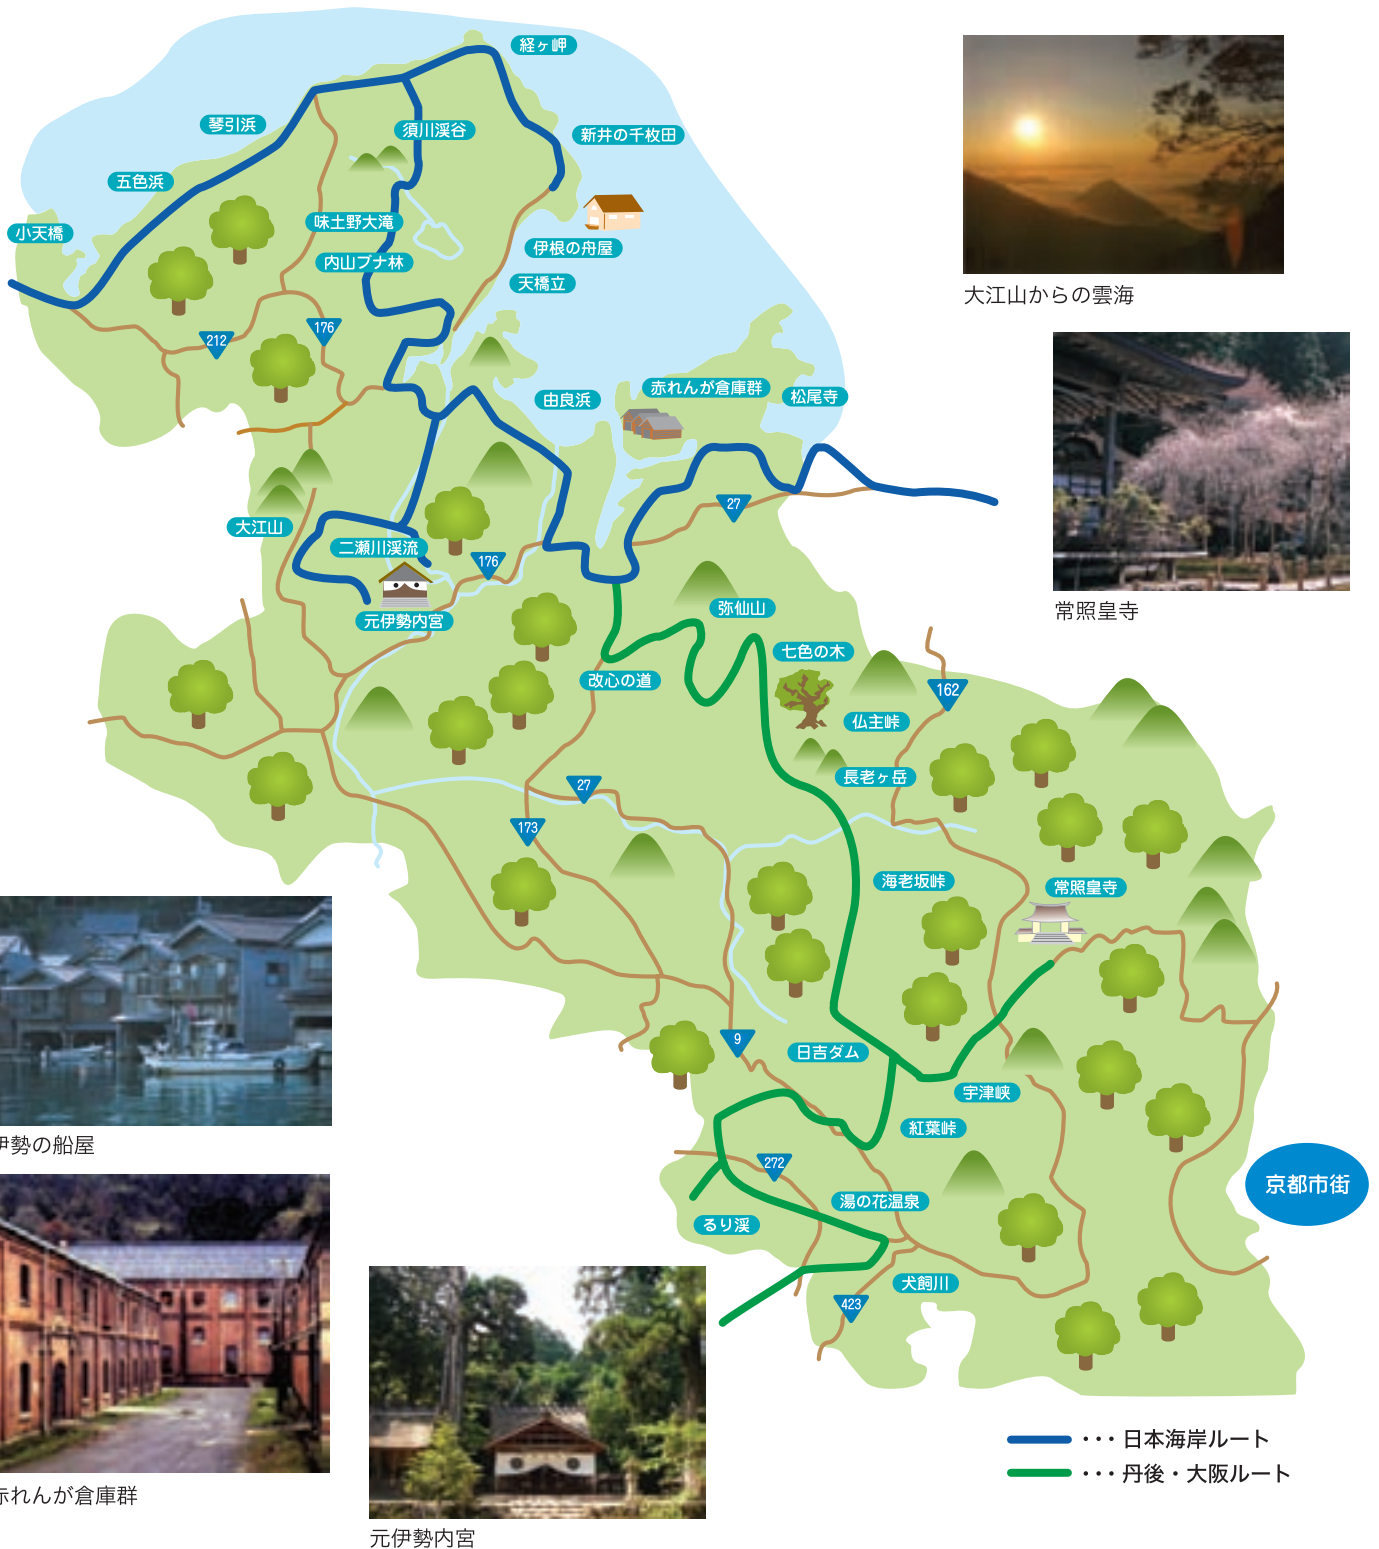 経ヶ岬
琴引浜
須川渓谷
新井の千枚田
五色浜
味土野大滝
小天橋
伊根の舟屋
内山ブナ林
天橋立
大江山からの雲海
176
212
赤れんが倉庫群
松尾寺
由良浜
27
大江山
二瀬川渓流
176
常照皇寺
弥仙山
元伊勢内宮
七色の木
改心の道
162
仏主峠
長老ヶ岳
27
173
海老坂峠
常照皇寺
9
日吉ダム
宇津峡
紅葉峠
伊勢の船屋
272
京都市街
湯の花温泉
るり渓
犬飼川
423
日本海岸ルート
丹後・大阪ルート
赤れんが倉庫群
元伊勢内宮